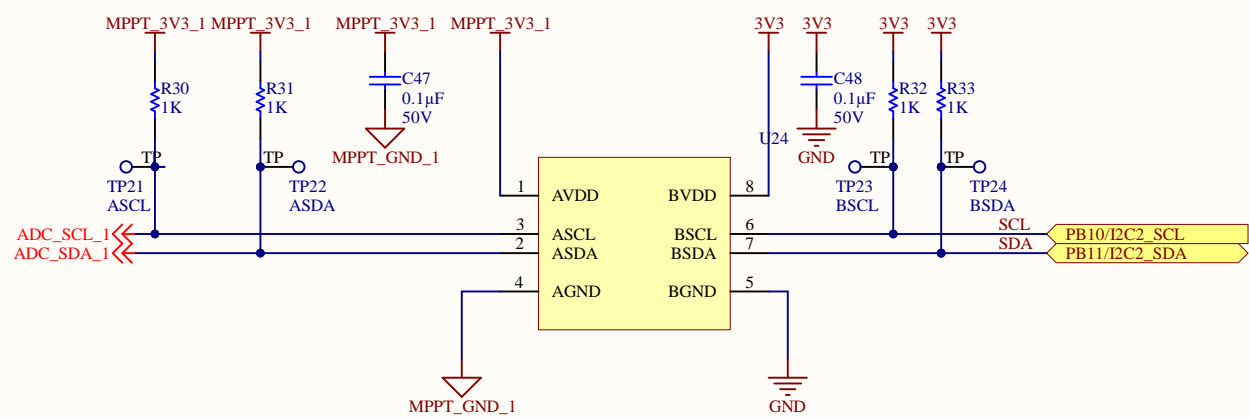 MPPT_3V3_1 MPPT_3V3_1 MPPT_3V3_1 MPPT_3V3_1 3V3 3V3 3V3 3V3
R30 R31 C47 C48 R32 R33
1K 1K 0.1µF 0.1µF 1K 1K
50V 50V
U24
MPPT_GND_1 GND
TP TP TP TP
TP21 TP22 TP23 TP24
ASCL ASDA BSCL BSDA
1 AVDD BVDD 8
ADC_SCL_1 3 ASCL BSCL 6 SCL PB10/I2C2_SCL
ADC_SDA_1 2 ASDA BSDA 7 SDA PB11/I2C2_SDA
4 AGND BGND 5
MPPT_GND_1 GND